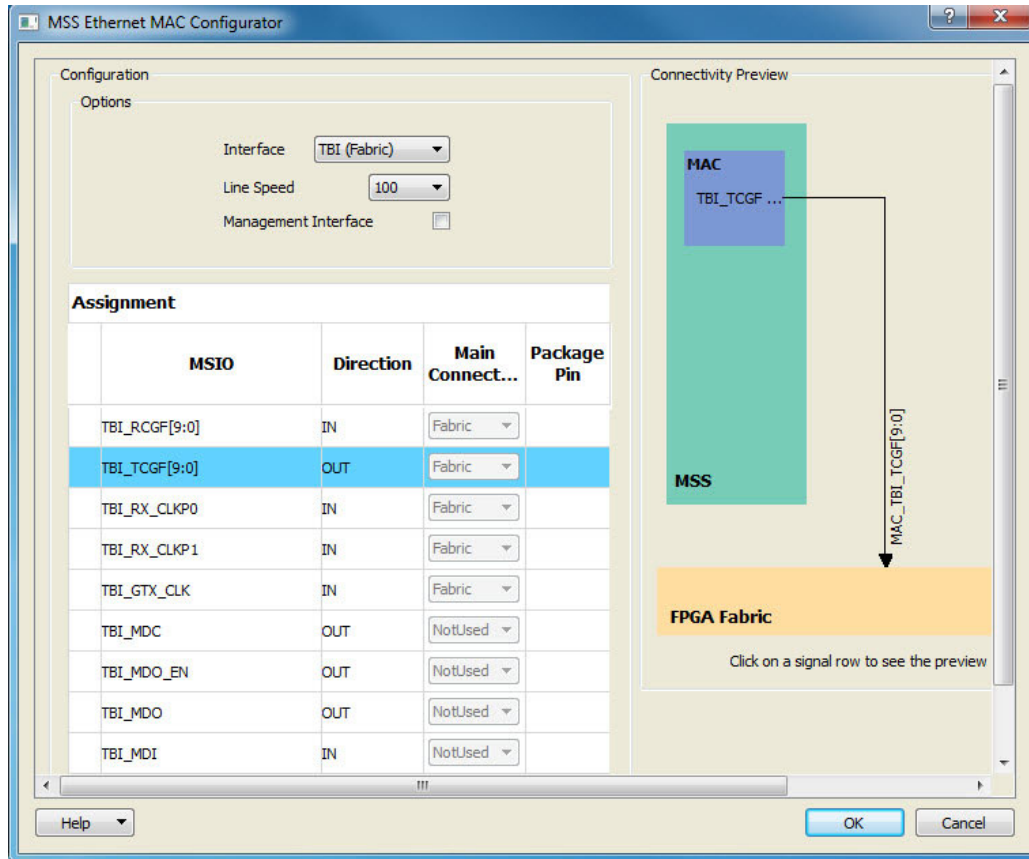 MSS Ethernet MAC Configurator
Configuration
Options
Interface TBI (Fabric)
Line Speed 100
Management Interface
Assignment
MSIO Direction Main Connect... Package Pin
TBI_RCGF[9:0] IN Fabric
TBI_TCGF[9:0] OUT Fabric
TBI_RX_CLKP0 IN Fabric
TBI_RX_CLKP1 IN Fabric
TBI_GTX_CLK IN Fabric
TBI_MDC OUT NotUsed
TBI_MDO_EN OUT NotUsed
TBI_MDO OUT NotUsed
TBI_MDI IN NotUsed
Connectivity Preview
MAC
TBI_TCGF ...
MSS
MAC_TBI_TCGF[9:0]
FPGA Fabric
Click on a signal row to see the preview
Help OK Cancel